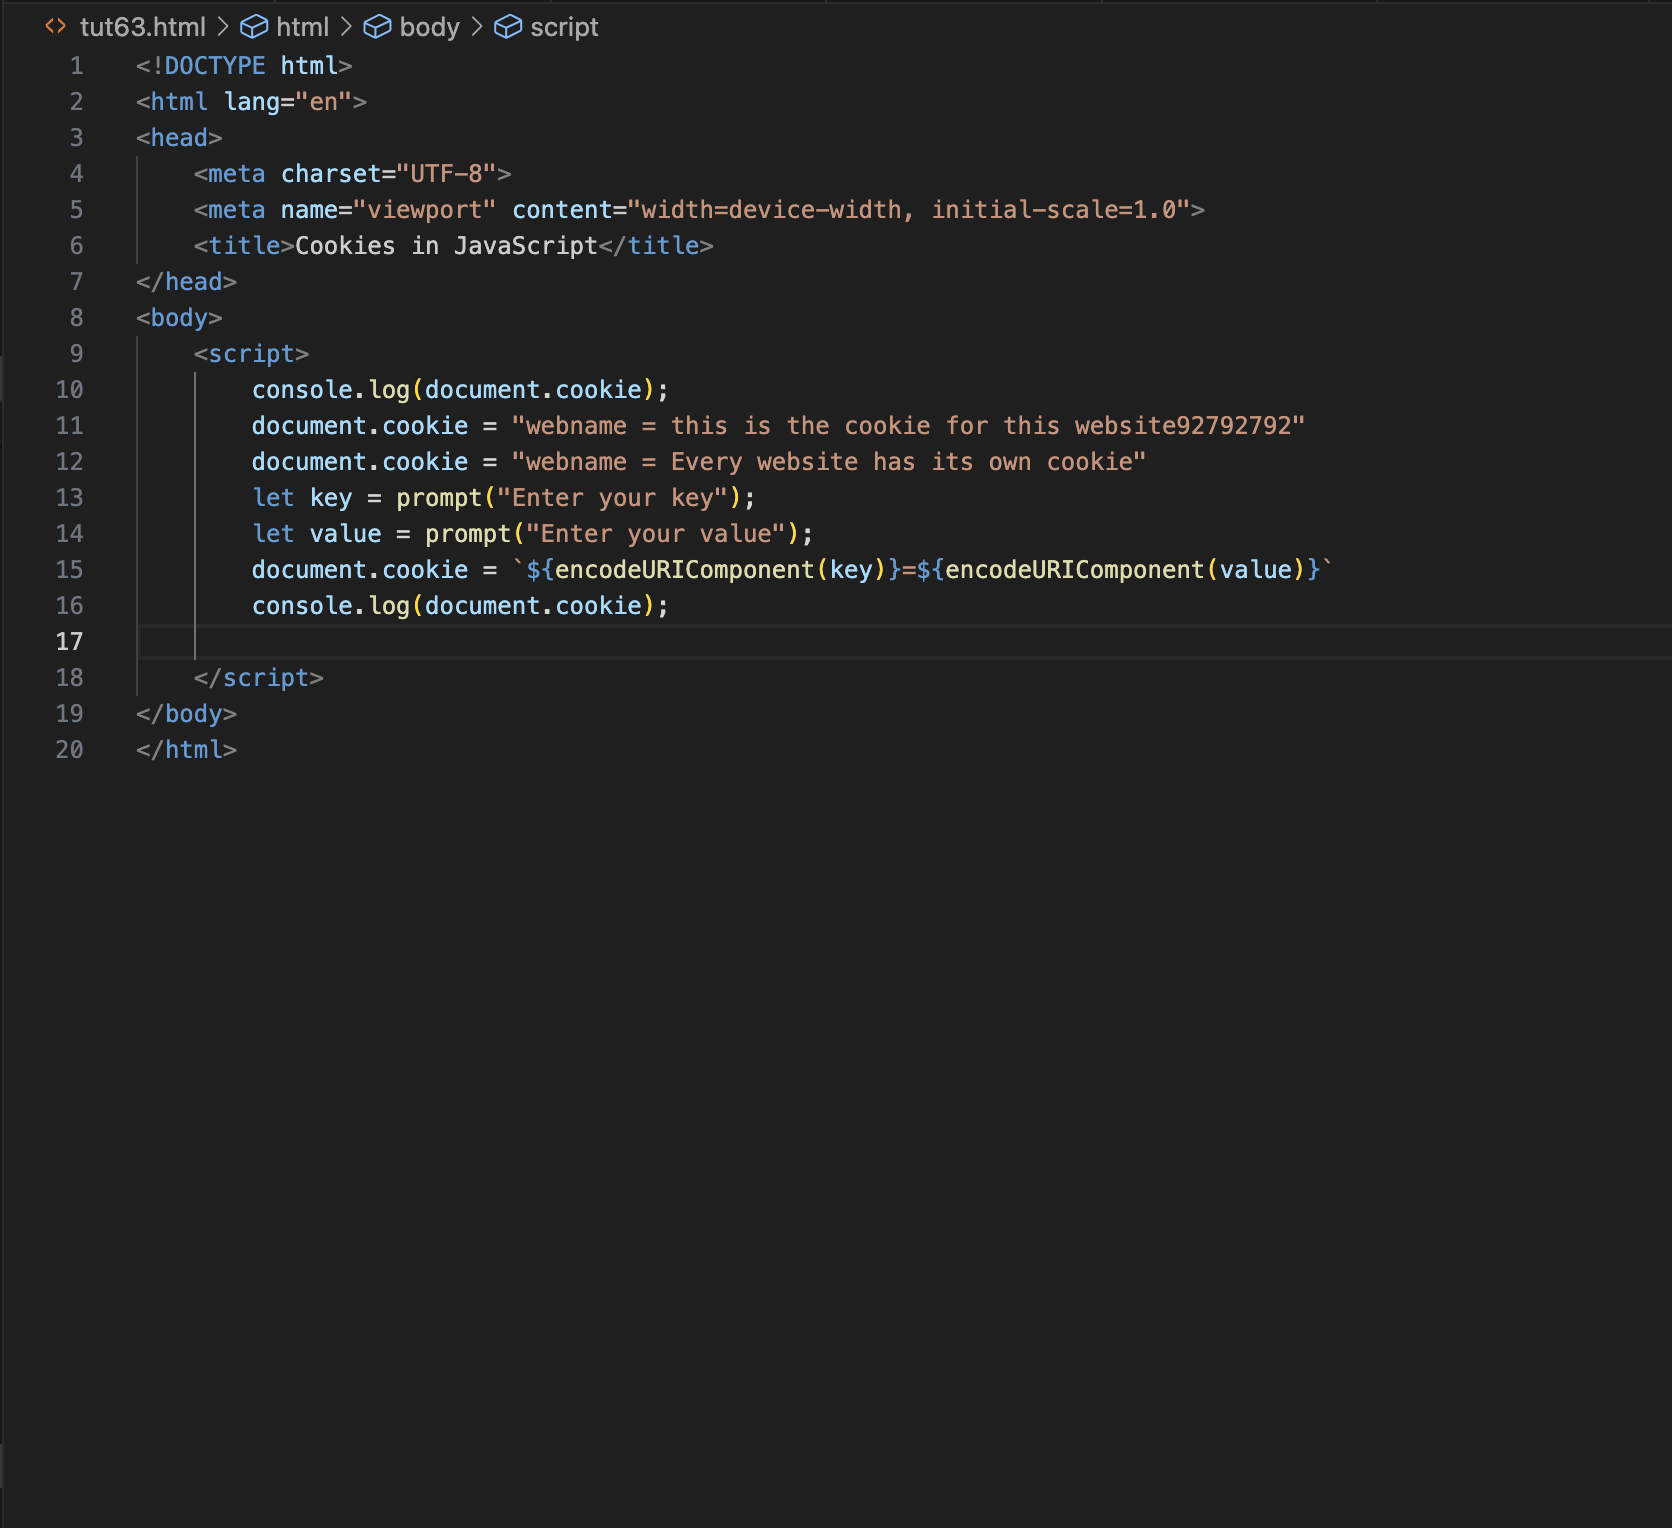 tut63.html > html > body > script
1 <!DOCTYPE html>
2 <html lang="en">
3 <head>
4     <meta charset="UTF-8">
5     <meta name="viewport" content="width=device-width, initial-scale=1.0">
6     <title>Cookies in JavaScript</title>
7 </head>
8 <body>
9     <script>
10         console.log(document.cookie);
11         document.cookie = "webname = this is the cookie for this website92792792"
12         document.cookie = "webname = Every website has its own cookie"
13         let key = prompt("Enter your key");
14         let value = prompt("Enter your value");
15         document.cookie = `${encodeURIComponent(key)}=${encodeURIComponent(value)}`
16         console.log(document.cookie);
17
18     </script>
19 </body>
20 </html>